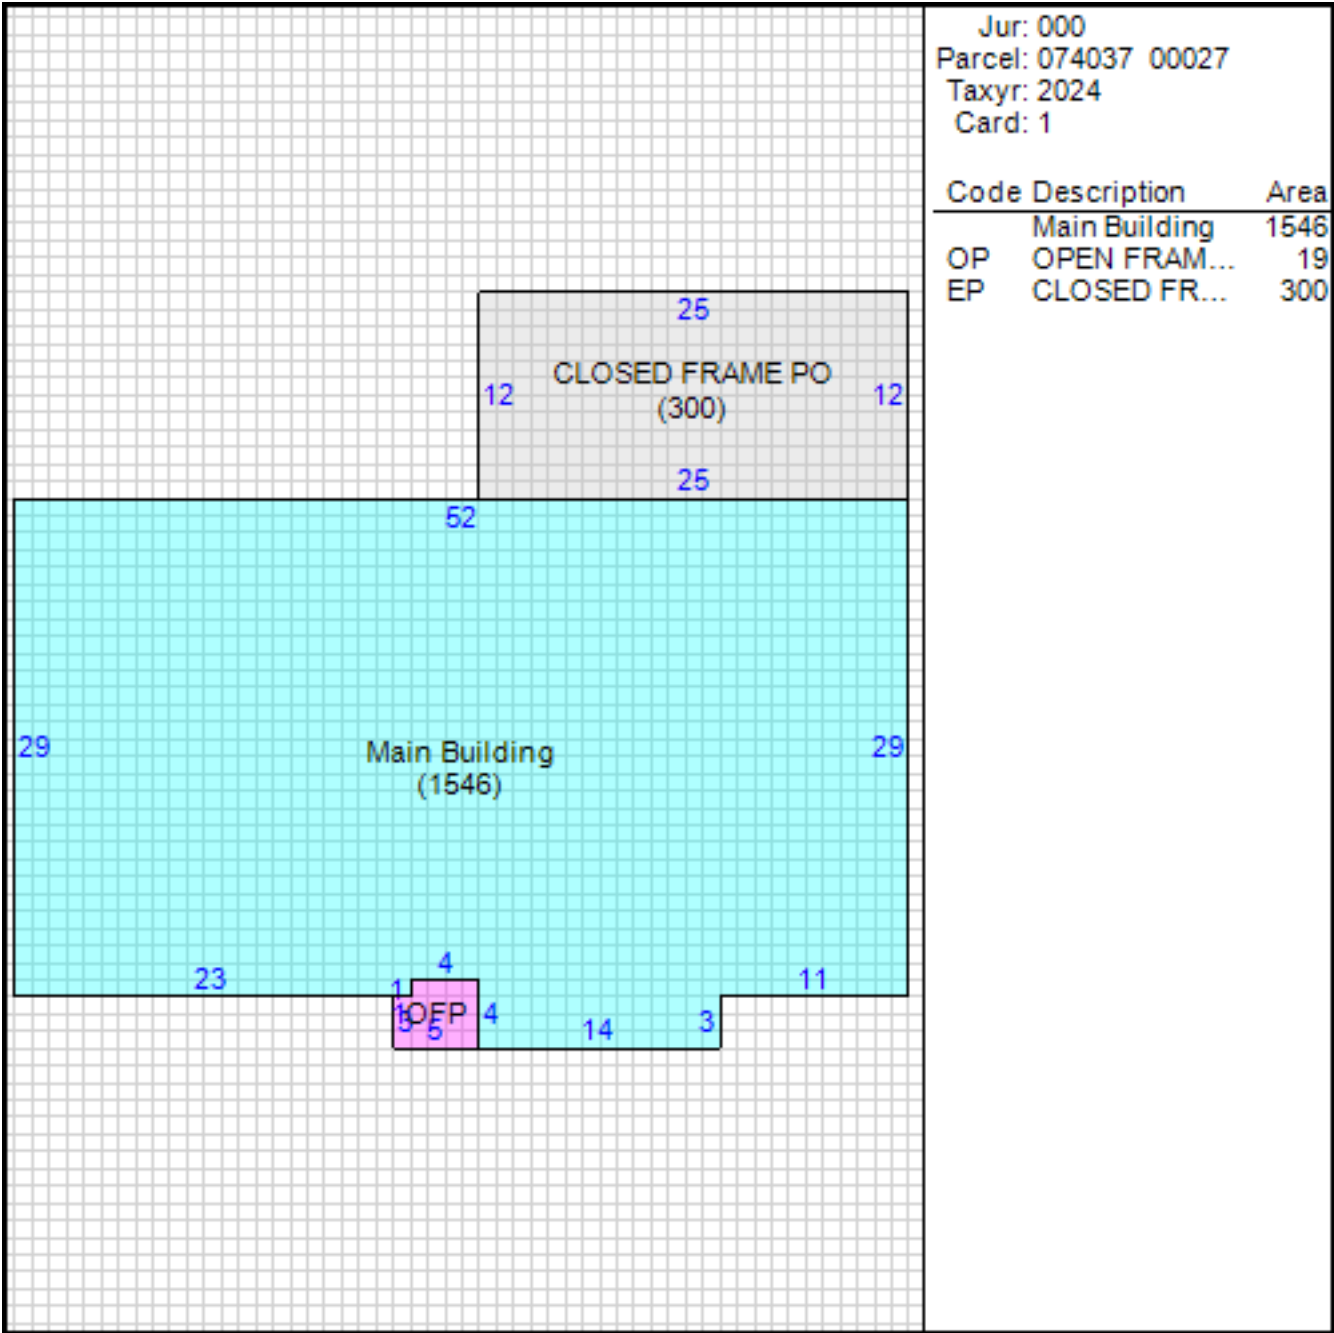 Jur: 000
Parcel: 074037 00027
Taxyr: 2024
Card: 1
Code Description Area
Main Building 1546
OP OPEN FRAM... 19
EP CLOSED FR... 300
25
CLOSED FRAME PO
12 12
(300)
25
52
29 29
Main Building
(1546)
4
23 11
1
OFP 4
3 5 14 3